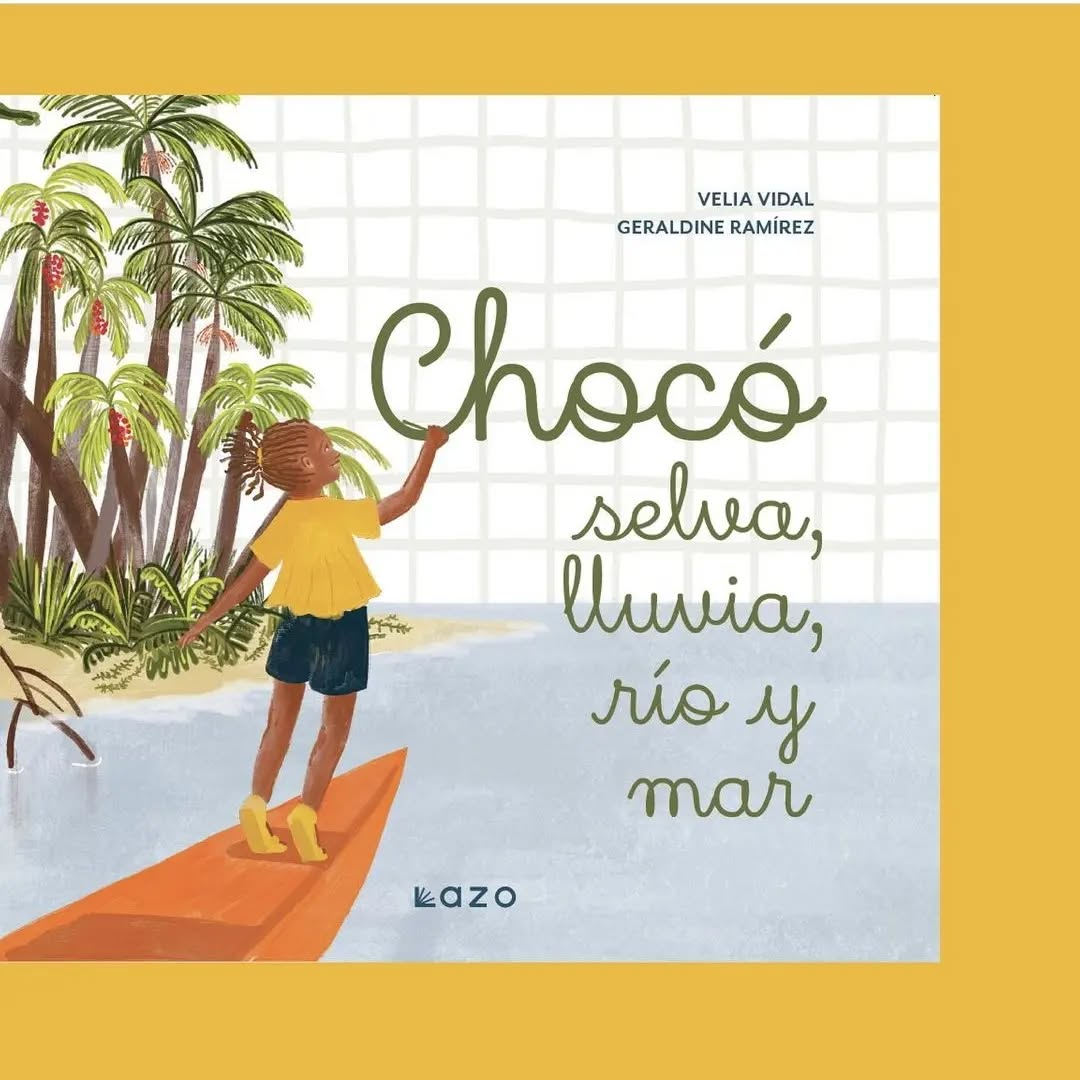 VELIA VIDAL
GERALDINE RAMÍREZ
Chocó
selva,
lluvia,
río y
mar
Lazo